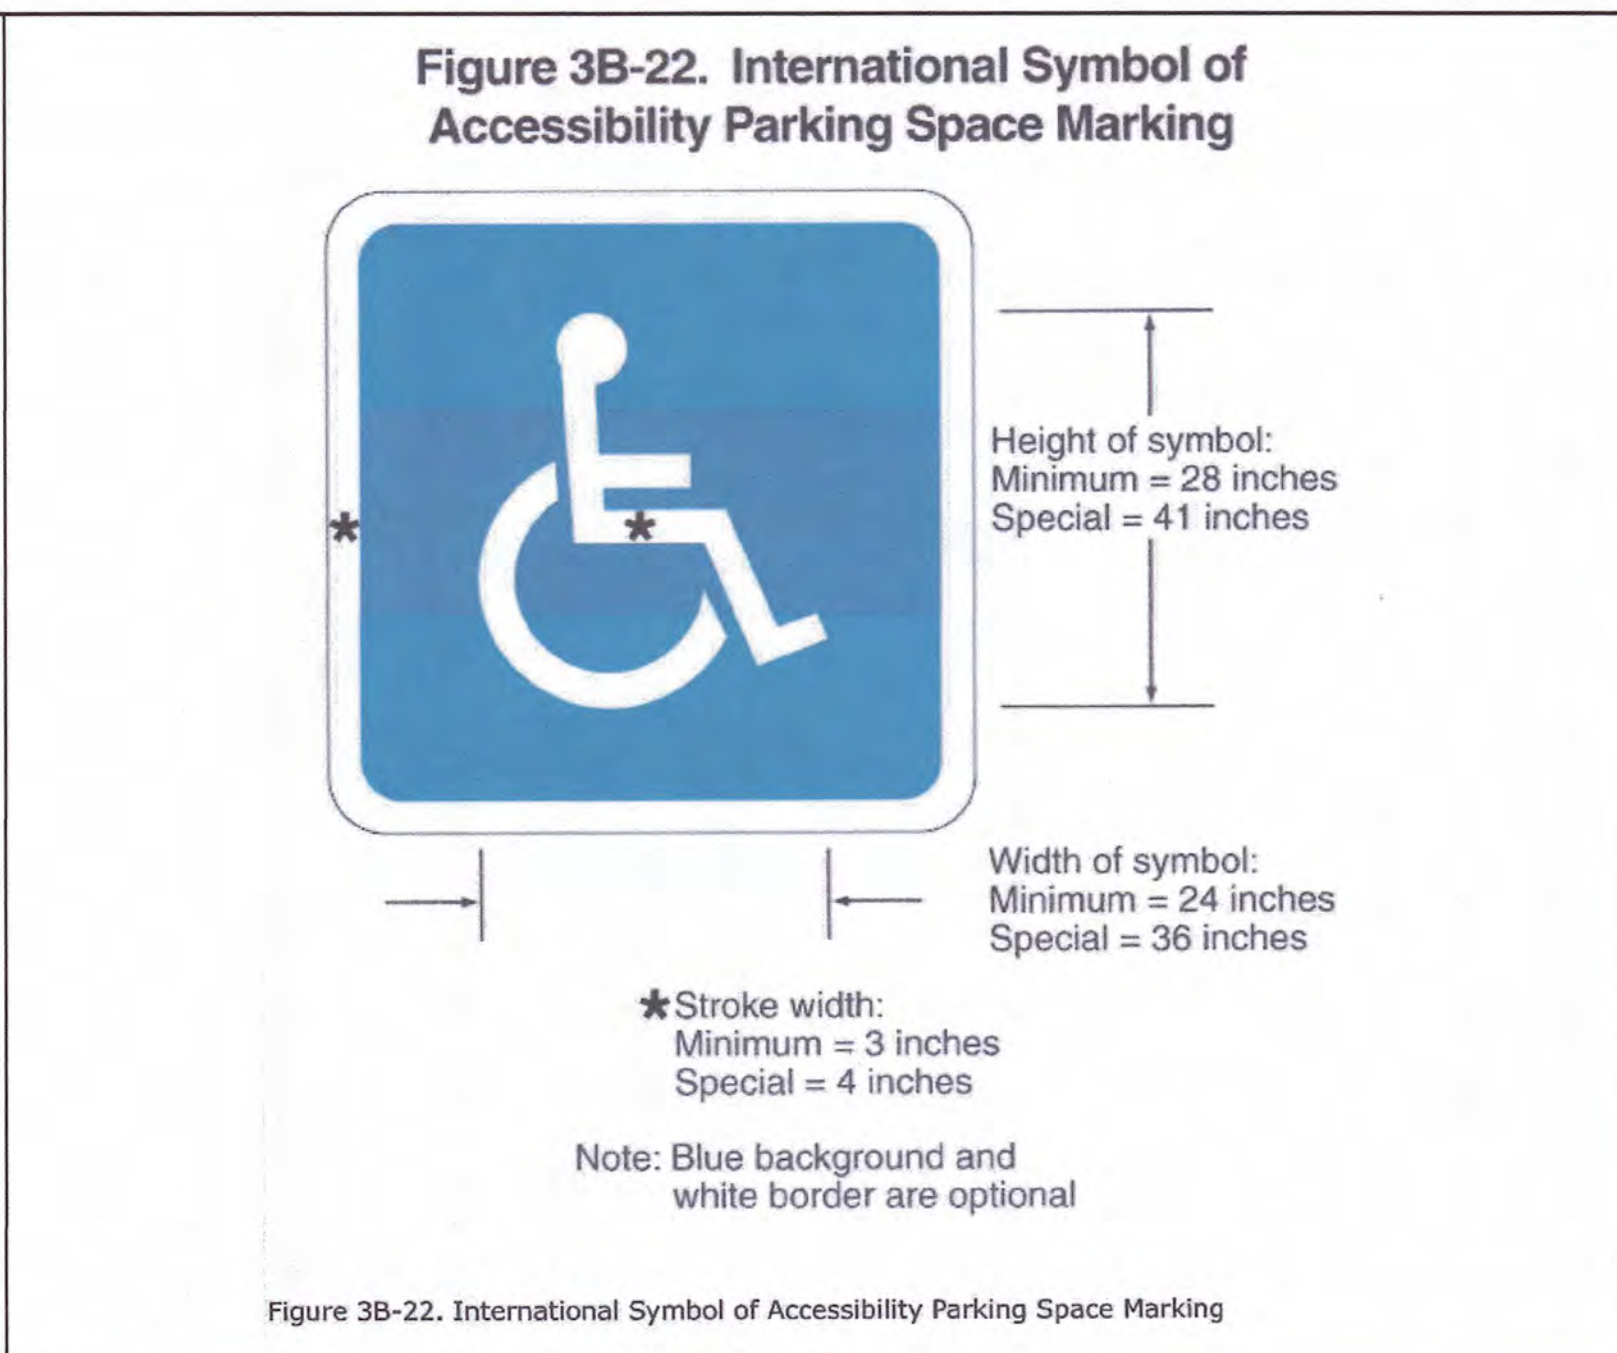 Figure 3B-22. International Symbol of
Accessibility Parking Space Marking
Height of symbol:
Minimum = 28 inches
Special = 41 inches
*
*
Width of symbol:
Minimum = 24 inches
Special = 36 inches
*Stroke width:
Minimum = 3 inches
Special = 4 inches
Note: Blue background and
white border are optional
Figure 3B-22. International Symbol of Accessibility Parking Space Marking